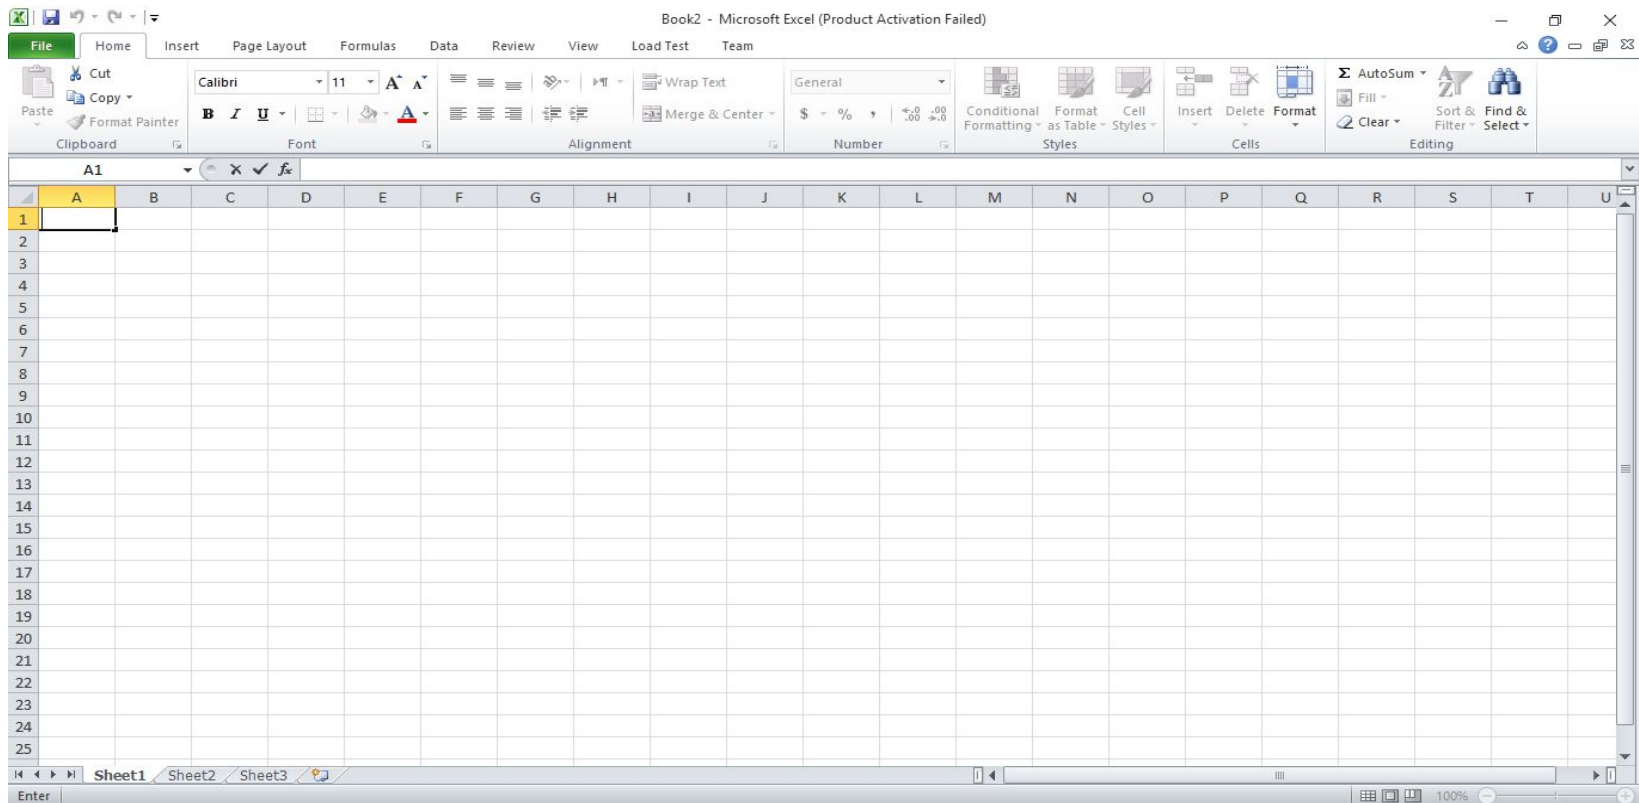 Book2 - Microsoft Excel (Product Activation Failed)
File Home Insert Page Layout Formulas Data Review View Load Test Team
Paste
Cut
Copy
Format Painter
Clipboard
Calibri 11
B I U A
Font
Wrap Text
Merge & Center
Alignment
General
$ % ,
Number
Conditional Formatting
Format as Table
Cell Styles
Styles
Insert Delete Format
Cells
Σ AutoSum
Fill
Clear
Sort & Filter
Find & Select
Editing
A1 fx
A B C D E F G H I J K L M N O P Q R S T U
1
2
3
4
5
6
7
8
9
10
11
12
13
14
15
16
17
18
19
20
21
22
23
24
25
Sheet1 Sheet2 Sheet3
Enter 100%